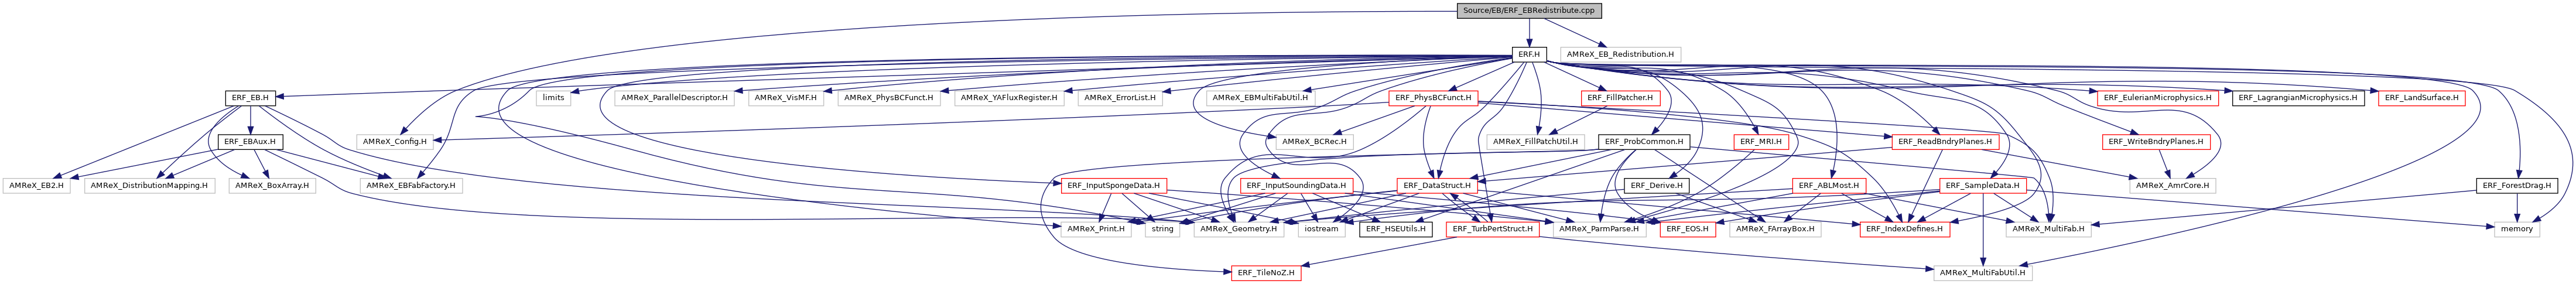 Source/EB/ERF_EBRedistribute.cpp
ERF.H
AMReX_EB_Redistribution.H
ERF_EB.H
limits
AMReX_ParallelDescriptor.H
AMReX_VisMF.H
AMReX_PhysBCFunct.H
AMReX_YAFluxRegister.H
AMReX_ErrorList.H
AMReX_EBMultiFabUtil.H
ERF_PhysBCFunct.H
ERF_FillPatcher.H
ERF_EulerianMicrophysics.H
ERF_LagrangianMicrophysics.H
ERF_LandSurface.H
ERF_EBAux.H
AMReX_Config.H
AMReX_BCRec.H
AMReX_FillPatchUtil.H
ERF_ProbCommon.H
ERF_MRI.H
ERF_ReadBndryPlanes.H
ERF_WriteBndryPlanes.H
AMReX_EB2.H
AMReX_DistributionMapping.H
AMReX_BoxArray.H
AMReX_EBFabFactory.H
ERF_InputSpongeData.H
ERF_InputSoundingData.H
ERF_DataStruct.H
ERF_Derive.H
ERF_ABLMost.H
ERF_SampleData.H
AMReX_AmrCore.H
ERF_ForestDrag.H
AMReX_Print.H
string
AMReX_Geometry.H
iostream
ERF_HSEUtils.H
ERF_TurbPertStruct.H
AMReX_ParmParse.H
ERF_EOS.H
AMReX_FArrayBox.H
ERF_IndexDefines.H
AMReX_MultiFab.H
memory
ERF_TileNoZ.H
AMReX_MultiFabUtil.H